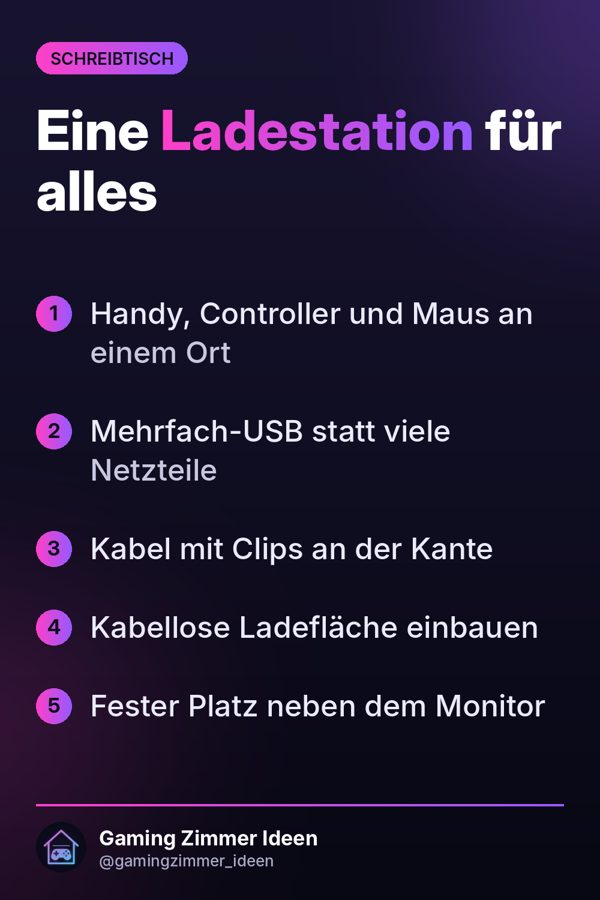 SCHREIBTISCH
Eine Ladestation für
alles
1 Handy, Controller und Maus an
einem Ort
2 Mehrfach-USB statt viele
Netzteile
3 Kabel mit Clips an der Kante
4 Kabellose Ladefläche einbauen
5 Fester Platz neben dem Monitor
Gaming Zimmer Ideen
@gamingzimmer_ideen